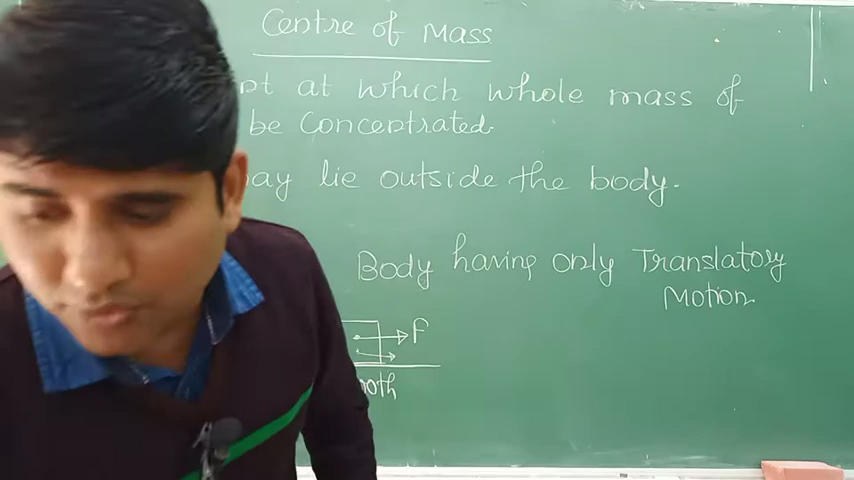 Centre of Mass
at which whole mass of
be Concentrated.
lie outside the body.
Body having only Translatory
Motion
F